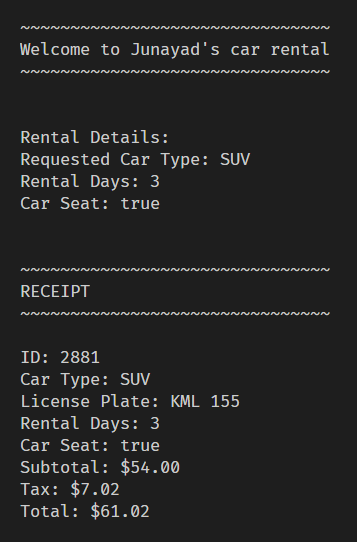 ~~~~~~~~~~~~~~~~~~~~~~~~~~~~~~~
Welcome to Junayad's car rental
~~~~~~~~~~~~~~~~~~~~~~~~~~~~~~~
Rental Details:
Requested Car Type: SUV
Rental Days: 3
Car Seat: true
~~~~~~~~~~~~~~~~~~~~~~~~~~~~~~~
RECEIPT
~~~~~~~~~~~~~~~~~~~~~~~~~~~~~~~
ID: 2881
Car Type: SUV
License Plate: KML 155
Rental Days: 3
Car Seat: true
Subtotal: $54.00
Tax: $7.02
Total: $61.02